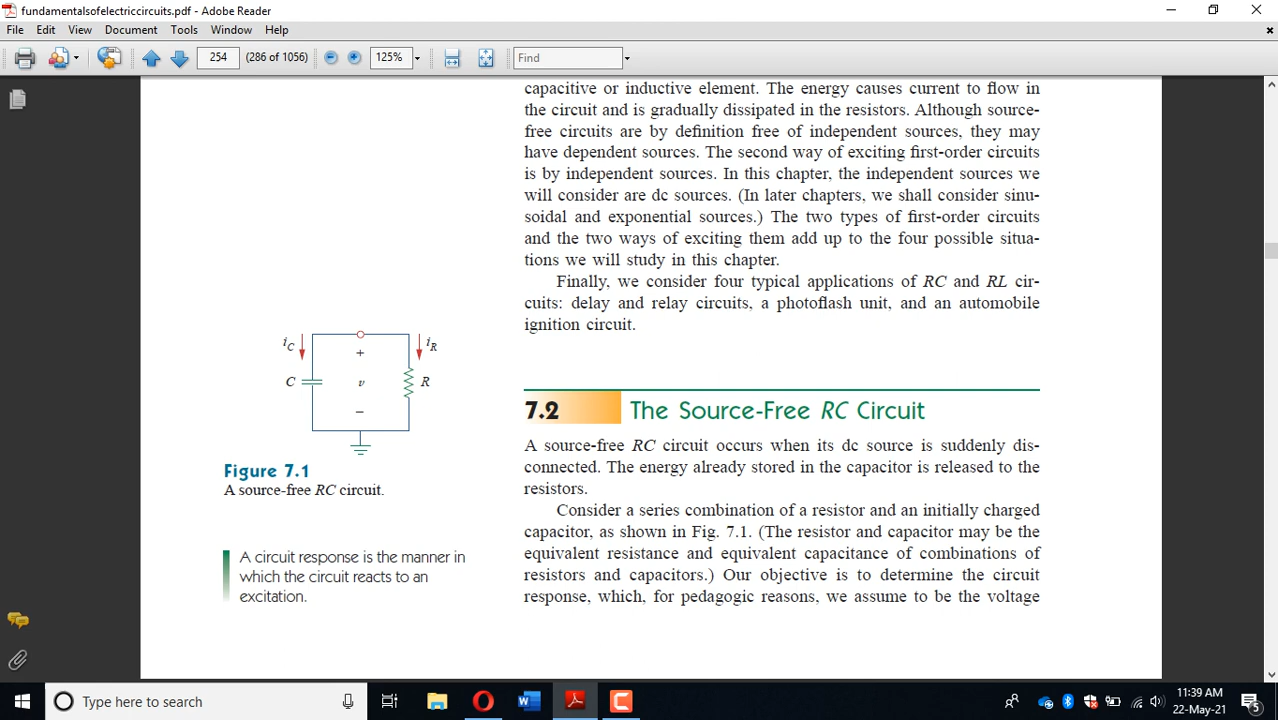 fundamentalsofelectriccircuits.pdf - Adobe Reader
File Edit View Document Tools Window Help
254 (286 of 1056) 125% Find
capacitive or inductive element. The energy causes current to flow in
the circuit and is gradually dissipated in the resistors. Although source-
free circuits are by definition free of independent sources, they may
have dependent sources. The second way of exciting first-order circuits
is by independent sources. In this chapter, the independent sources we
will consider are dc sources. (In later chapters, we shall consider sinu-
soidal and exponential sources.) The two types of first-order circuits
and the two ways of exciting them add up to the four possible situa-
tions we will study in this chapter.
Finally, we consider four typical applications of RC and RL cir-
cuits: delay and relay circuits, a photoflash unit, and an automobile
ignition circuit.
iC iR
+
C v R
−
Figure 7.1
A source-free RC circuit.
A circuit response is the manner in
which the circuit reacts to an
excitation.
7.2 The Source-Free RC Circuit
A source-free RC circuit occurs when its dc source is suddenly dis-
connected. The energy already stored in the capacitor is released to the
resistors.
Consider a series combination of a resistor and an initially charged
capacitor, as shown in Fig. 7.1. (The resistor and capacitor may be the
equivalent resistance and equivalent capacitance of combinations of
resistors and capacitors.) Our objective is to determine the circuit
response, which, for pedagogic reasons, we assume to be the voltage
Type here to search
11:39 AM
22-May-21
5